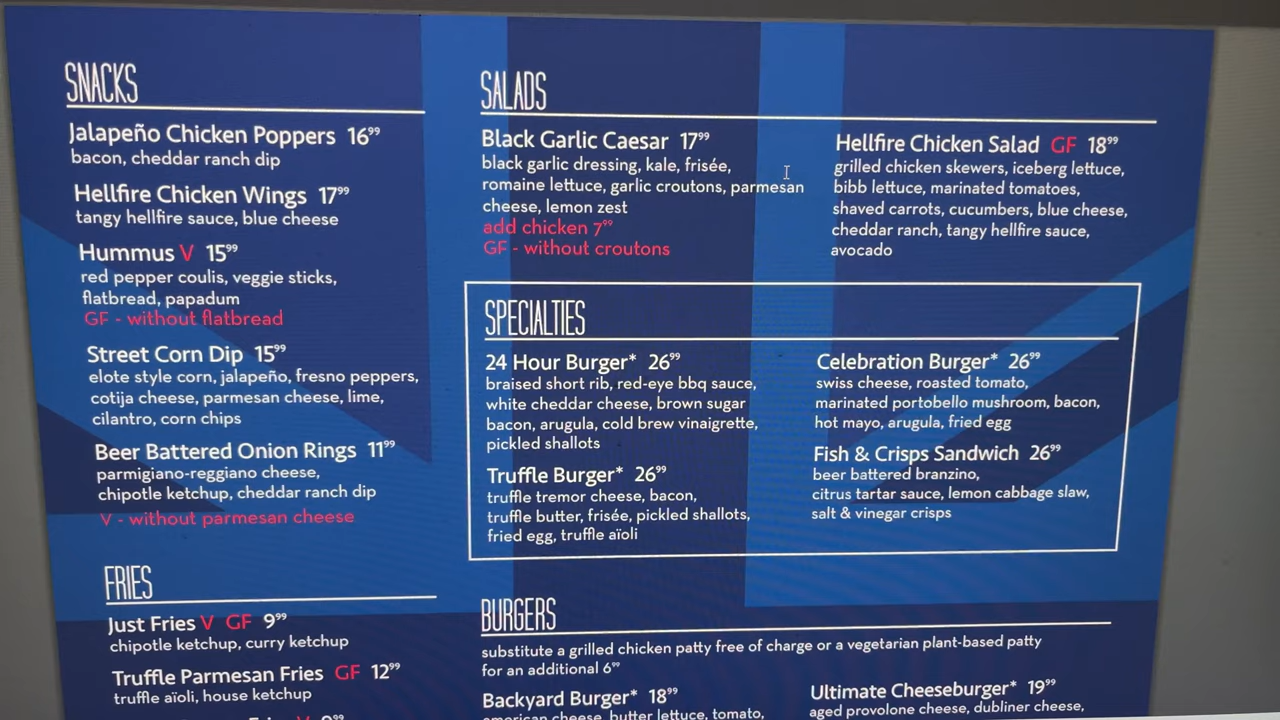 SNACKS
Jalapeño Chicken Poppers 16⁹⁹
bacon, cheddar ranch dip
Hellfire Chicken Wings 17⁹⁹
tangy hellfire sauce, blue cheese
Hummus V 15⁹⁹
red pepper coulis, veggie sticks,
flatbread, papadum
GF - without flatbread
Street Corn Dip 15⁹⁹
elote style corn, jalapeño, fresno peppers,
cotija cheese, parmesan cheese, lime,
cilantro, corn chips
Beer Battered Onion Rings 11⁹⁹
parmigiano-reggiano cheese,
chipotle ketchup, cheddar ranch dip
V - without parmesan cheese
FRIES
Just Fries V GF 9⁹⁹
chipotle ketchup, curry ketchup
Truffle Parmesan Fries GF 12⁹⁹
truffle aïoli, house ketchup
SALADS
Black Garlic Caesar 17⁹⁹
black garlic dressing, kale, frisée,
romaine lettuce, garlic croutons, parmesan
cheese, lemon zest
add chicken 7⁹⁹
GF - without croutons
Hellfire Chicken Salad GF 18⁹⁹
grilled chicken skewers, iceberg lettuce,
bibb lettuce, marinated tomatoes,
shaved carrots, cucumbers, blue cheese,
cheddar ranch, tangy hellfire sauce,
avocado
SPECIALTIES
24 Hour Burger* 26⁹⁹
braised short rib, red-eye bbq sauce,
white cheddar cheese, brown sugar
bacon, arugula, cold brew vinaigrette,
pickled shallots
Truffle Burger* 26⁹⁹
truffle tremor cheese, bacon,
truffle butter, frisée, pickled shallots,
fried egg, truffle aïoli
Celebration Burger* 26⁹⁹
swiss cheese, roasted tomato,
marinated portobello mushroom, bacon,
hot mayo, arugula, fried egg
Fish & Crisps Sandwich 26⁹⁹
beer battered branzino,
citrus tartar sauce, lemon cabbage slaw,
salt & vinegar crisps
BURGERS
substitute a grilled chicken patty free of charge or a vegetarian plant-based patty
for an additional 6⁹⁹
Backyard Burger* 18⁹⁹
american cheese, butter lettuce, tomato,
Ultimate Cheeseburger* 19⁹⁹
aged provolone cheese, dubliner cheese,